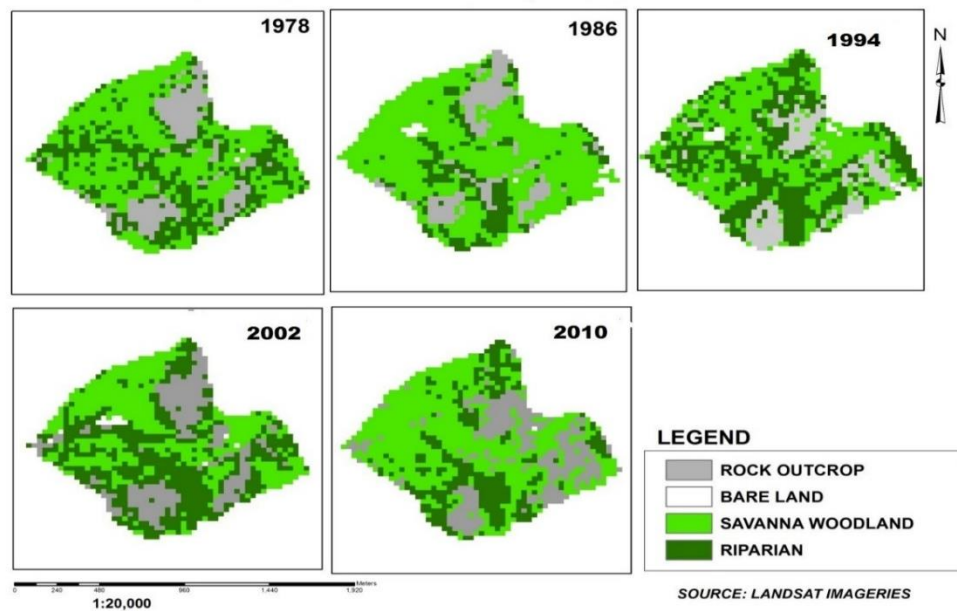 1978
1986
1994
N
2002
2010
LEGEND
ROCK OUTCROP
BARE LAND
SAVANNA WOODLAND
RIPARIAN
Meters
0 240 480 960 1,440 1,920
1:20,000
SOURCE: LANDSAT IMAGERIES